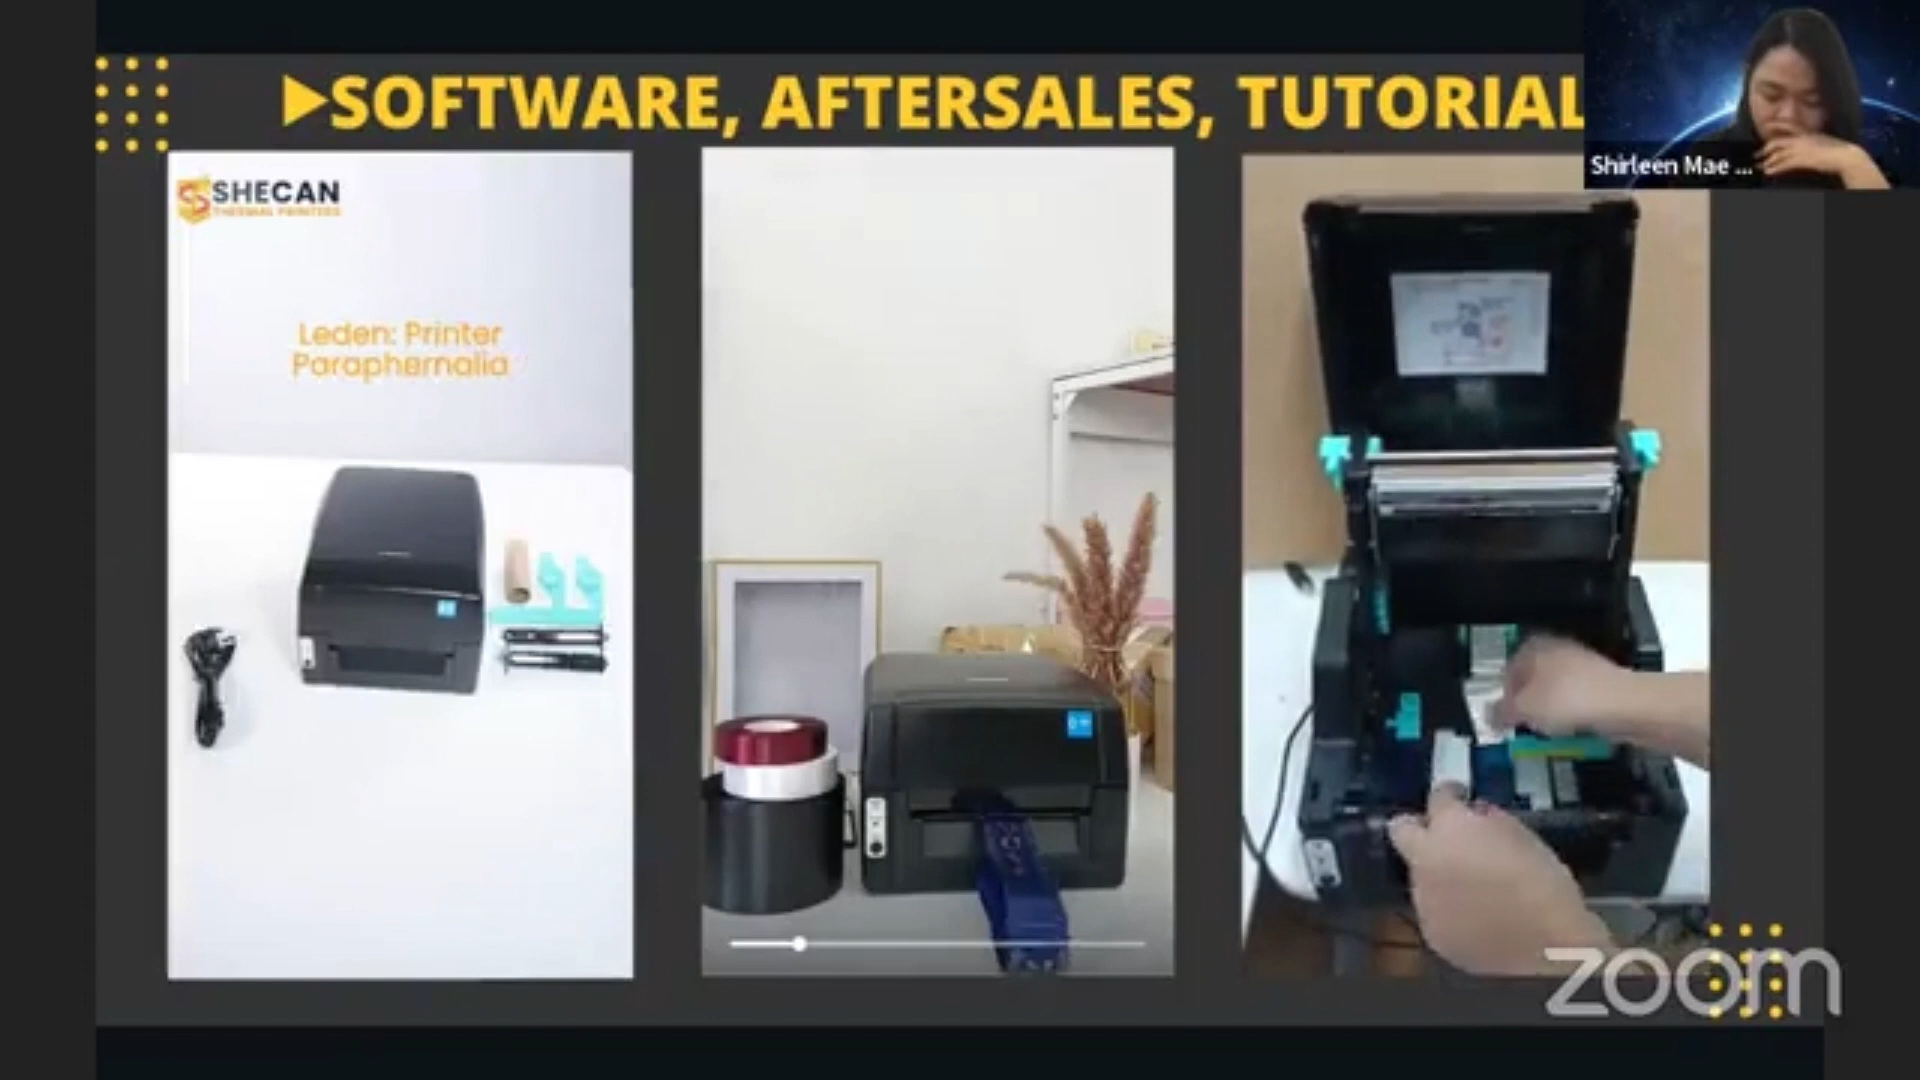 ▶SOFTWARE, AFTERSALES, TUTORIAL
Shirleen Mae ...
SHECAN
THERMAL PRINTERS
Leden: Printer
Paraphernalia
zoom